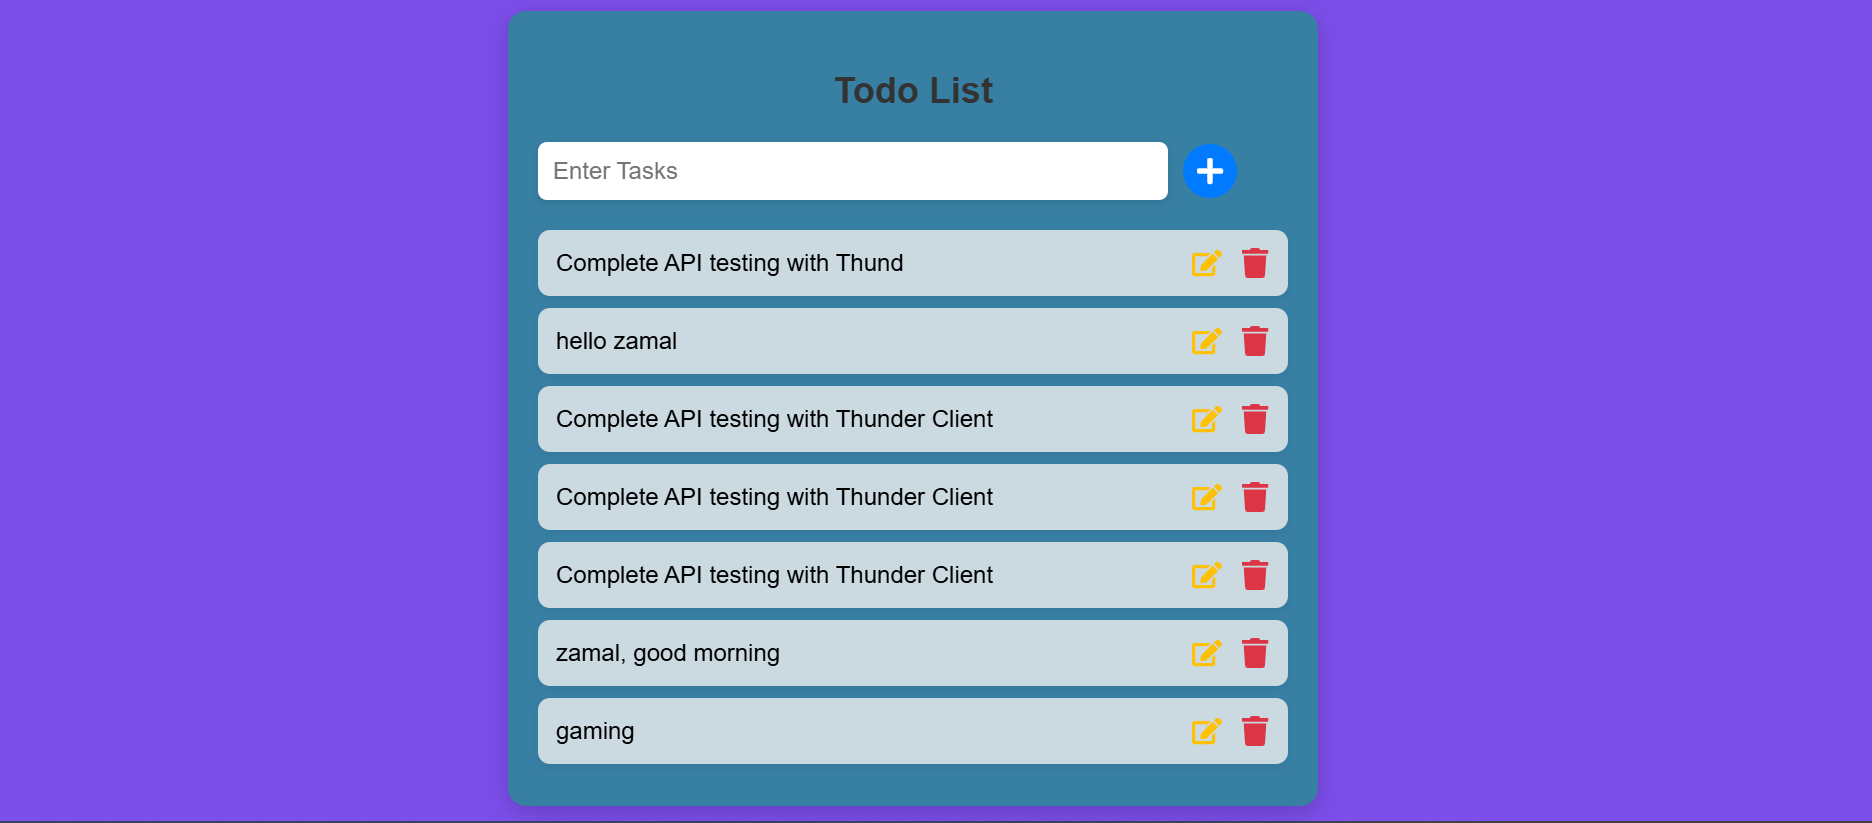 Todo List
Enter Tasks
Complete API testing with Thund
hello zamal
Complete API testing with Thunder Client
Complete API testing with Thunder Client
Complete API testing with Thunder Client
zamal, good morning
gaming